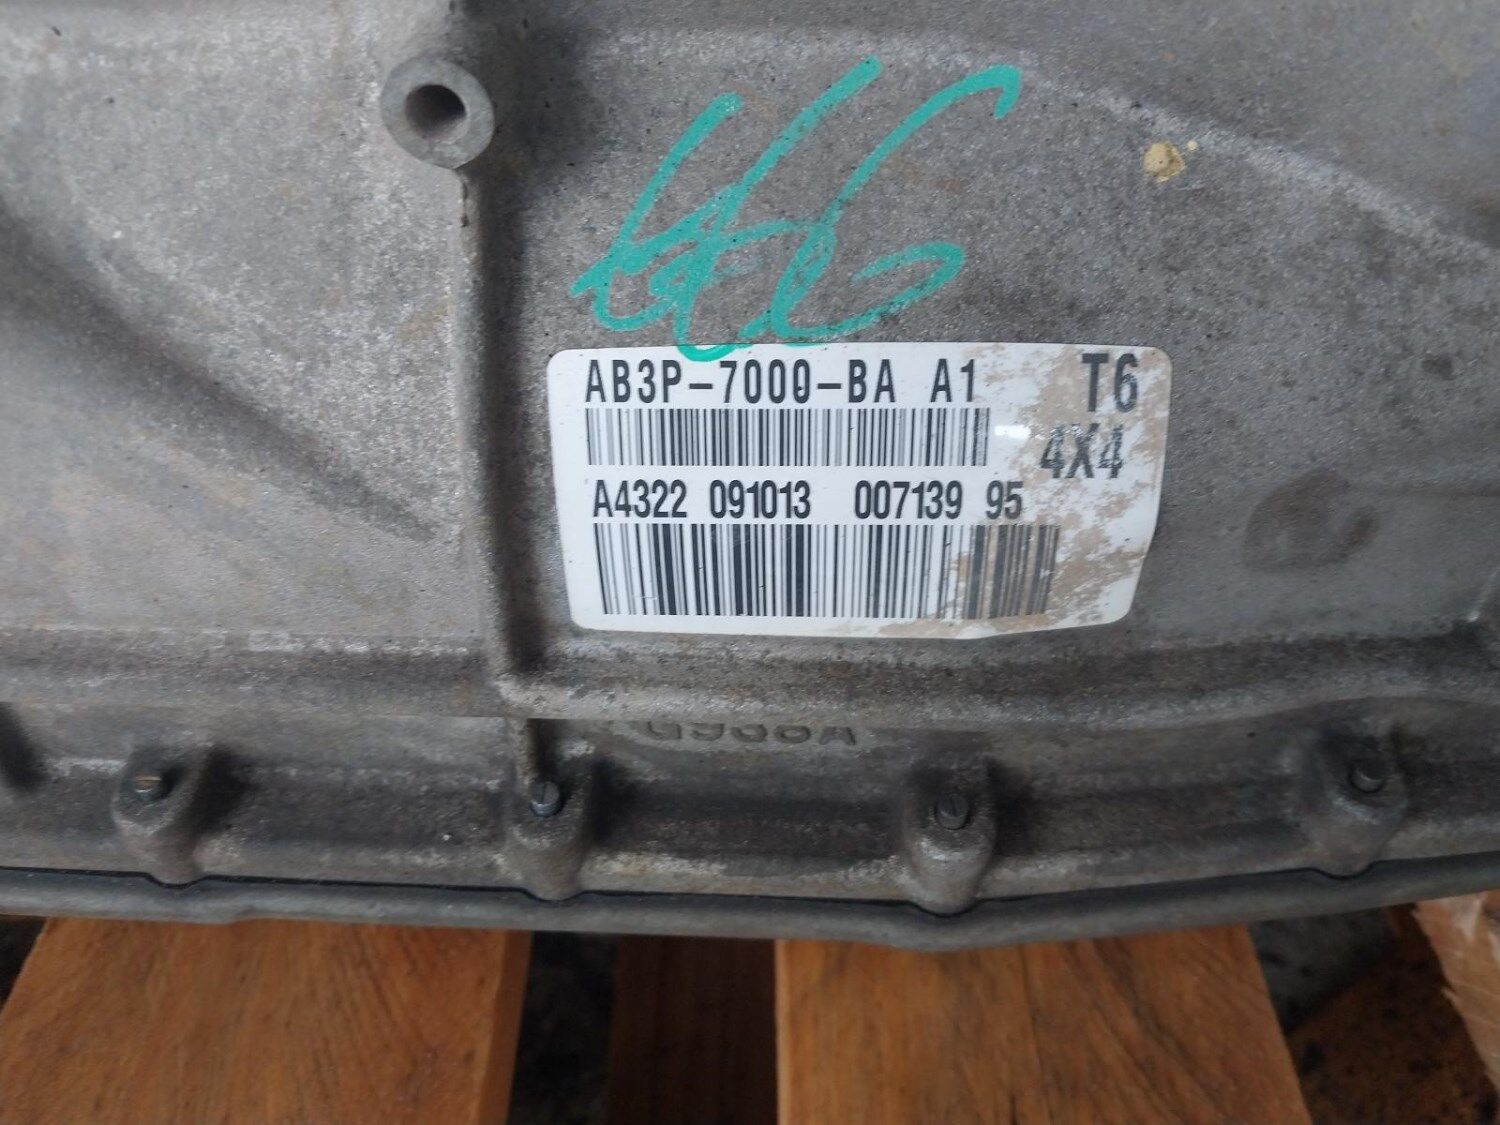 AB3P-7000-BA A1 T6
4X4
A4322 091013 007139 95